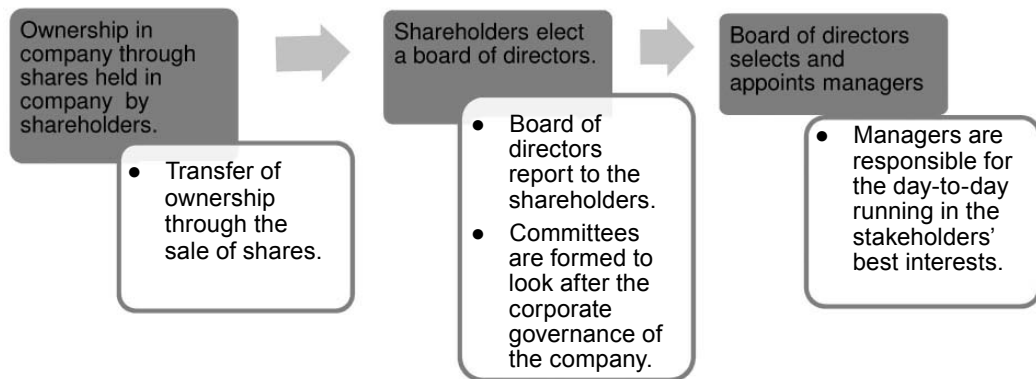 Ownership in
company through
shares held in
company by
shareholders.
● Transfer of
ownership
through the
sale of shares.
Shareholders elect
a board of directors.
● Board of
directors
report to the
shareholders.
● Committees
are formed to
look after the
corporate
governance of
the company.
Board of directors
selects and
appoints managers
● Managers are
responsible for
the day-to-day
running in the
stakeholders’
best interests.